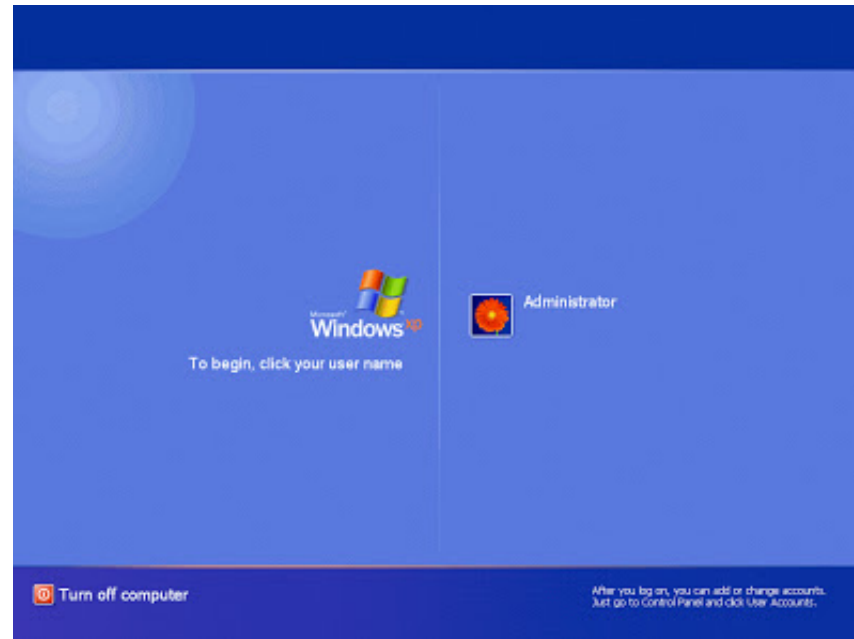 Microsoft®
Windows xp
To begin, click your user name
Administrator
Turn off computer
After you log on, you can add or change accounts.
Just go to Control Panel and click User Accounts.